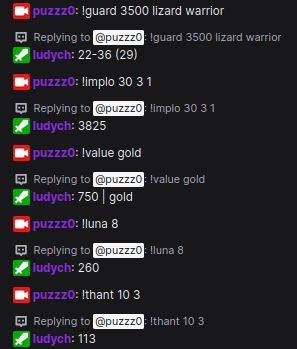 puzzz0: !guard 3500 lizard warrior
Replying to @puzzz0: !guard 3500 lizard warrior
ludych: 22-36 (29)
puzzz0: !implo 30 3 1
Replying to @puzzz0: !implo 30 3 1
ludych: 3825
puzzz0: !value gold
Replying to @puzzz0: !value gold
ludych: 750 | gold
puzzz0: !luna 8
Replying to @puzzz0: !luna 8
ludych: 260
puzzz0: !thant 10 3
Replying to @puzzz0: !thant 10 3
ludych: 113